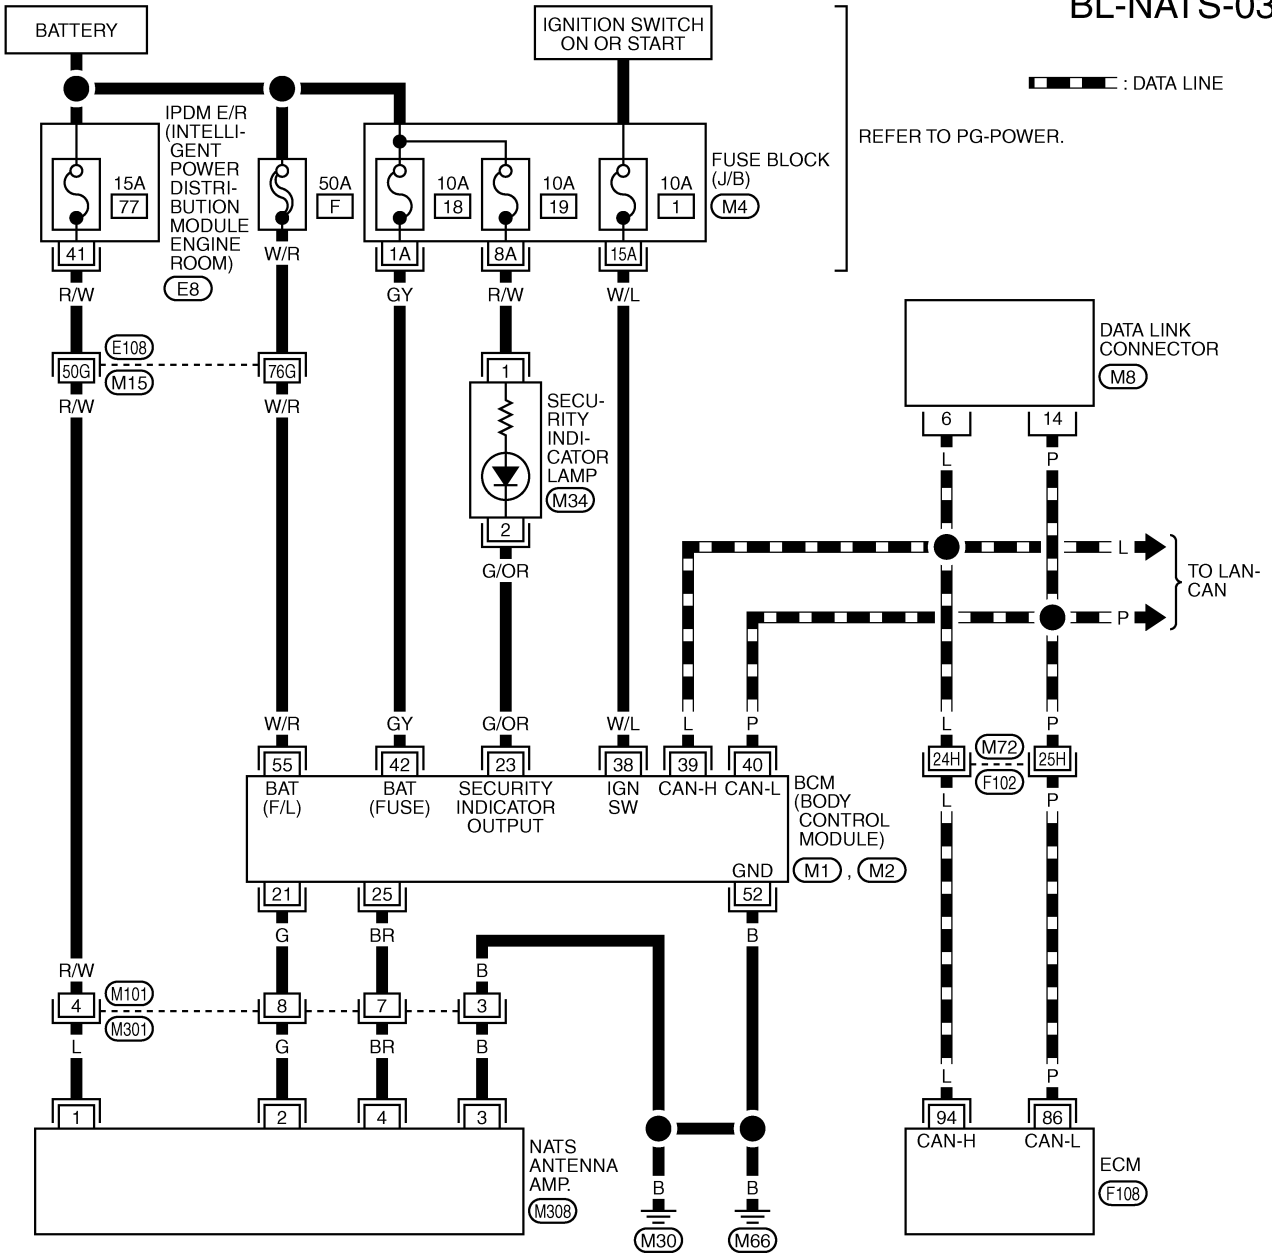 BL-NATS-03
BATTERY
IGNITION SWITCH
ON OR START
: DATA LINE
REFER TO PG-POWER.
IPDM E/R
(INTELLI-
GENT
POWER
DISTRI-
BUTION
MODULE
ENGINE
ROOM)
E8
15A
77
50A
F
10A
18
10A
19
10A
1
FUSE BLOCK
(J/B)
M4
41
W/R
1A
8A
15A
R/W
GY
R/W
W/L
50G
E108
M15
76G
R/W
W/R
1
SECU-
RITY
INDI-
CATOR
LAMP
M34
2
G/OR
DATA LINK
CONNECTOR
M8
6
14
L
P
L
P
TO LAN-
CAN
W/R
GY
G/OR
W/L
L
P
L
P
55
42
23
38
39
40
24H
M72
F102
25H
BAT
(F/L)
BAT
(FUSE)
SECURITY
INDICATOR
OUTPUT
IGN
SW
CAN-H
CAN-L
BCM
(BODY
CONTROL
MODULE)
M1 , M2
L
P
GND
21
25
52
G
BR
B
R/W
B
4
M101
M301
8
7
3
L
G
BR
B
L
P
1
2
4
3
94
86
CAN-H
CAN-L
NATS
ANTENNA
AMP.
M308
ECM
F108
B
B
M30
M66